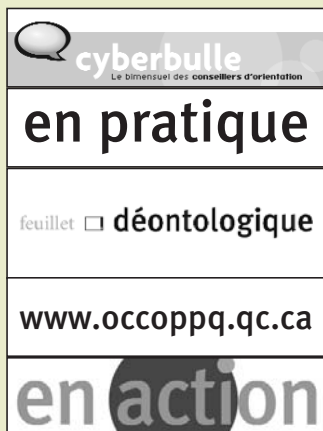 cyberbulle
Le bimensuel des conseillers d'orientation
en pratique
feuillet déontologique
www.occoppq.qc.ca
en action